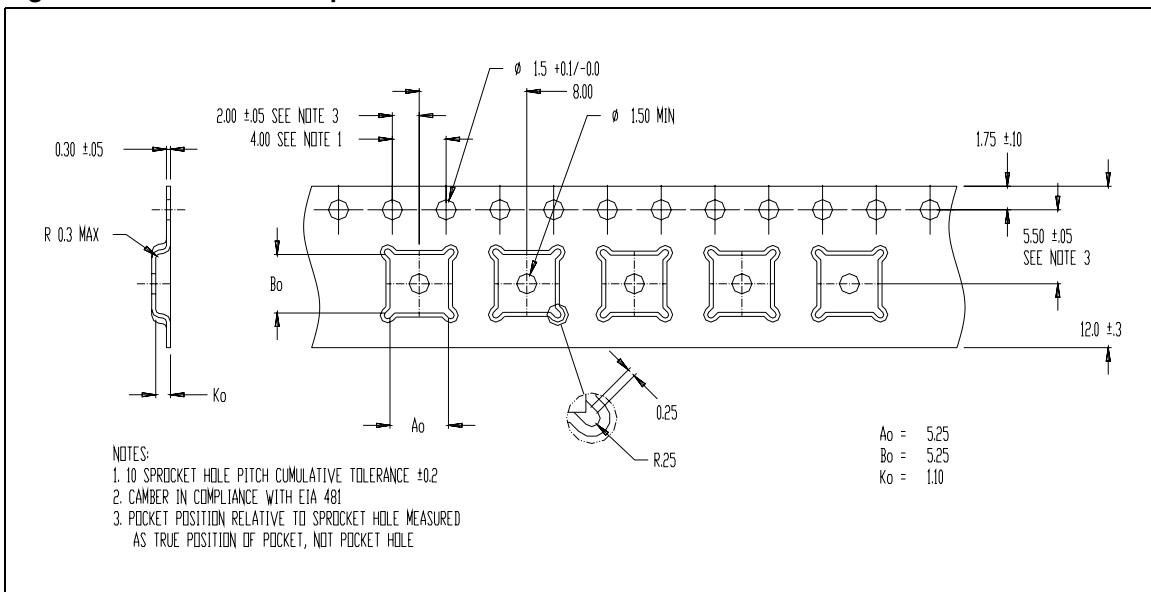 ø 1.5 +0.1/-0.0
8.00
2.00 ±.05 SEE NOTE 3
ø 1.50 MIN
4.00 SEE NOTE 1
1.75 ±.10
0.30 ±.05
R 0.3 MAX
5.50 ±.05
SEE NOTE 3
Bo
12.0 ±.3
Ko
Ao
0.25
R.25
Ao = 5.25
Bo = 5.25
Ko = 1.10
NOTES:
1. 10 SPROCKET HOLE PITCH CUMULATIVE TOLERANCE ±0.2
2. CAMBER IN COMPLIANCE WITH EIA 481
3. POCKET POSITION RELATIVE TO SPROCKET HOLE MEASURED
AS TRUE POSITION OF POCKET, NOT POCKET HOLE